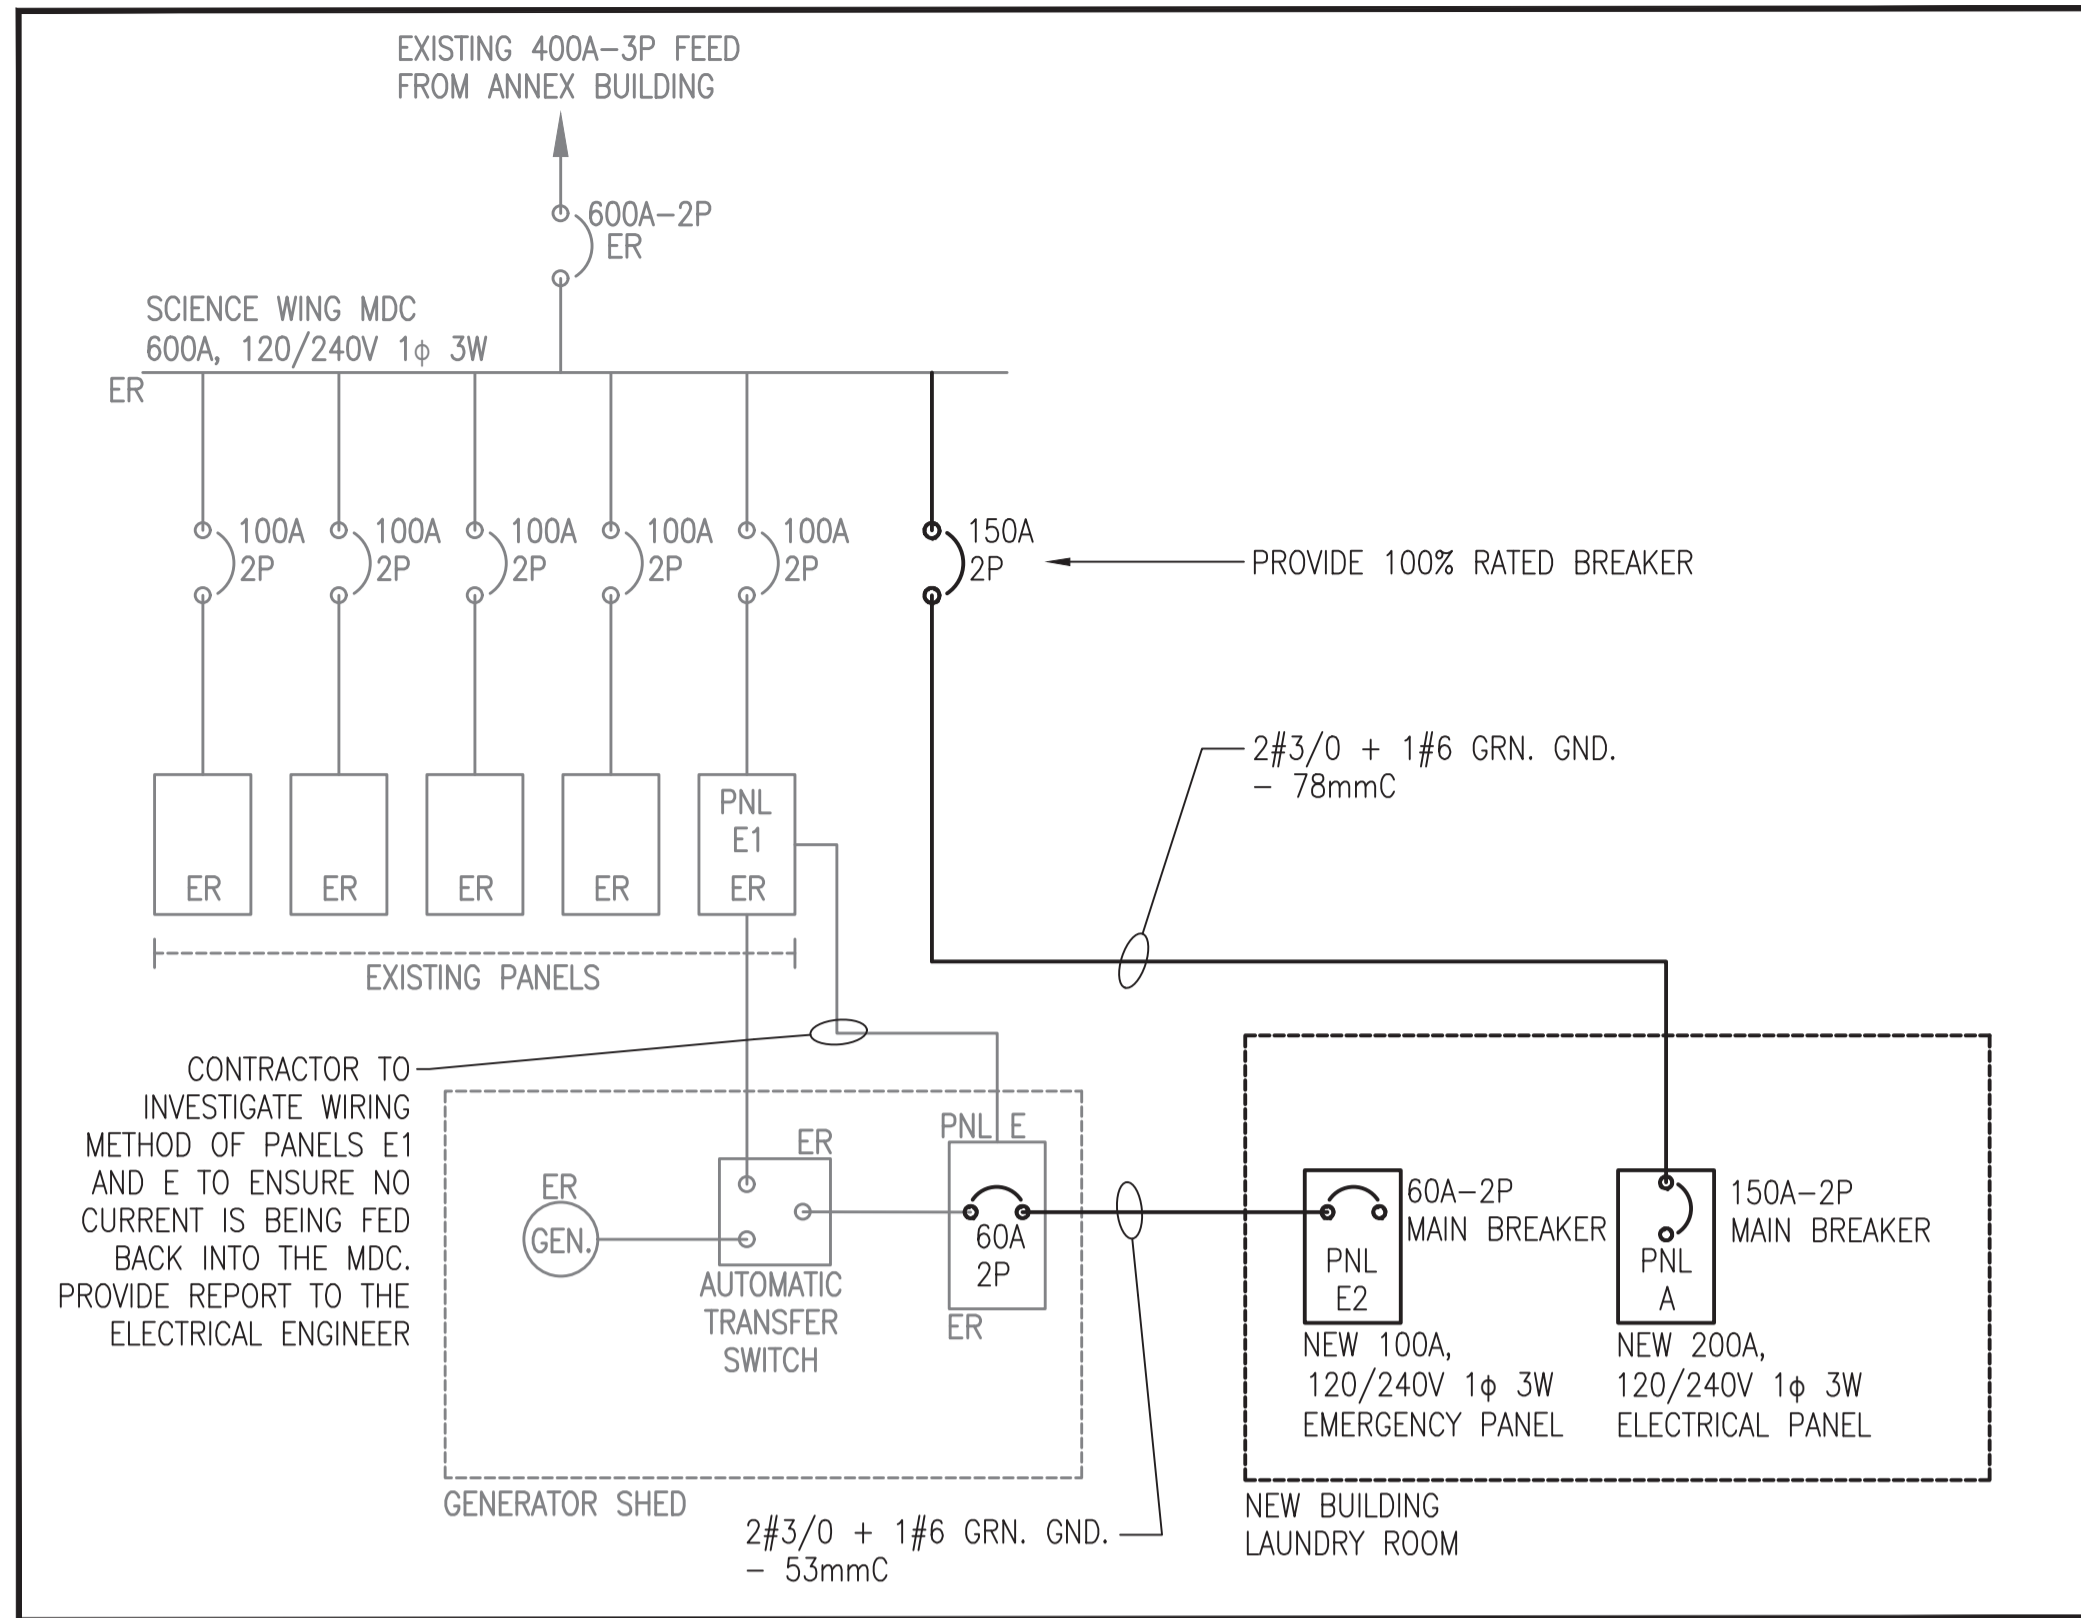 EXISTING 400A-3P FEED
FROM ANNEX BUILDING
600A-2P
ER
SCIENCE WING MDC
600A, 120/240V 1ϕ 3W
ER
100A
2P
100A
2P
100A
2P
100A
2P
100A
2P
150A
2P
PROVIDE 100% RATED BREAKER
2#3/0 + 1#6 GRN. GND.
- 78mmC
ER
ER
ER
ER
PNL
E1
ER
EXISTING PANELS
CONTRACTOR TO
INVESTIGATE WIRING
METHOD OF PANELS E1
AND E TO ENSURE NO
CURRENT IS BEING FED
BACK INTO THE MDC.
PROVIDE REPORT TO THE
ELECTRICAL ENGINEER
ER
GEN.
ER
AUTOMATIC
TRANSFER
SWITCH
PNL E
60A
2P
ER
GENERATOR SHED
2#3/0 + 1#6 GRN. GND.
- 53mmC
60A-2P
MAIN BREAKER
PNL
E2
NEW 100A,
120/240V 1ϕ 3W
EMERGENCY PANEL
150A-2P
MAIN BREAKER
PNL
A
NEW 200A,
120/240V 1ϕ 3W
ELECTRICAL PANEL
NEW BUILDING
LAUNDRY ROOM